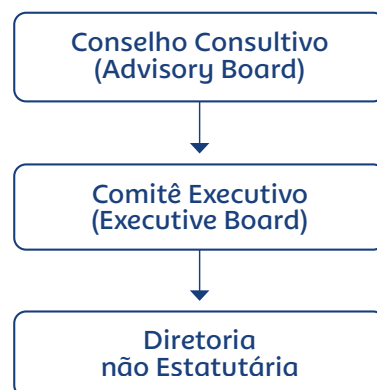 Conselho Consultivo
(Advisory Board)
Comitê Executivo
(Executive Board)
Diretoria
não Estatutária